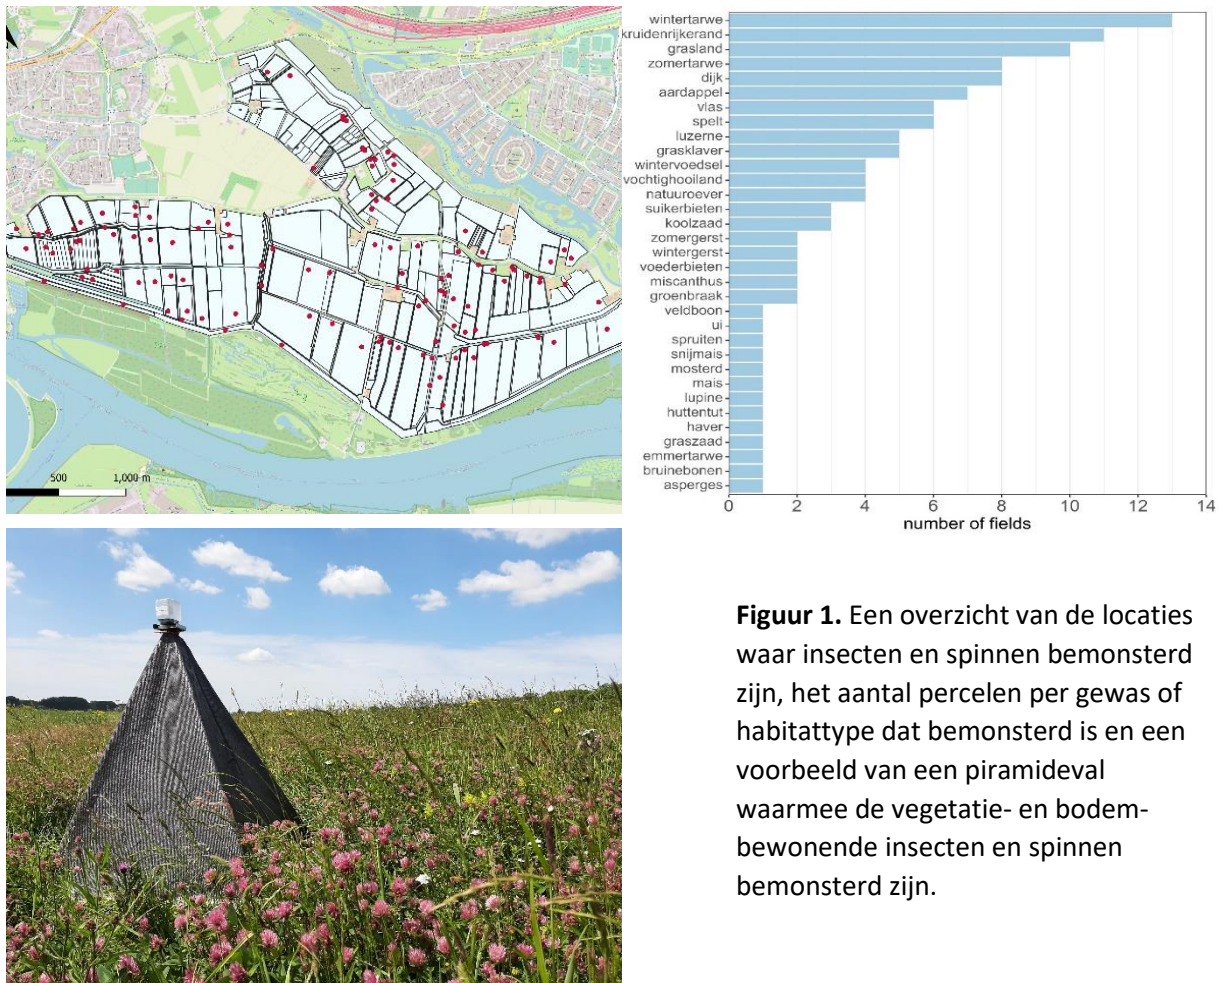 500
1,000 m
wintertarwe
kruidenrijkerand
grasland
zomertarwe
dijk
aardappel
vlas
spelt
luzerne
grasklaver
wintervoedsel
vochtighooiland
natuuroever
suikerbieten
koolzaad
zomergerst
wintergerst
voederbieten
miscanthus
groenbraak
veldboon
ui
spruiten
snijmais
mosterd
mais
lupine
huttentut
haver
graszaad
emmertarwe
bruinebonen
asperges
0 2 4 6 8 10 12 14
number of fields
Figuur 1. Een overzicht van de locaties
waar insecten en spinnen bemonsterd
zijn, het aantal percelen per gewas of
habitattype dat bemonsterd is en een
voorbeeld van een piramideval
waarmee de vegetatie- en bodem-
bewonende insecten en spinnen
bemonsterd zijn.